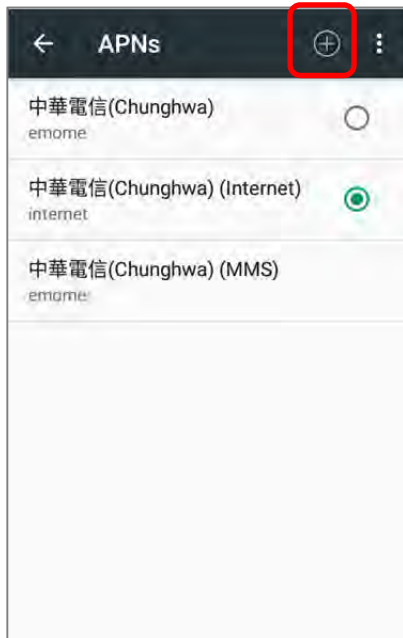 APNs
中華電信(Chunghwa)
emome
中華電信(Chunghwa) (Internet)
internet
中華電信(Chunghwa) (MMS)
emome